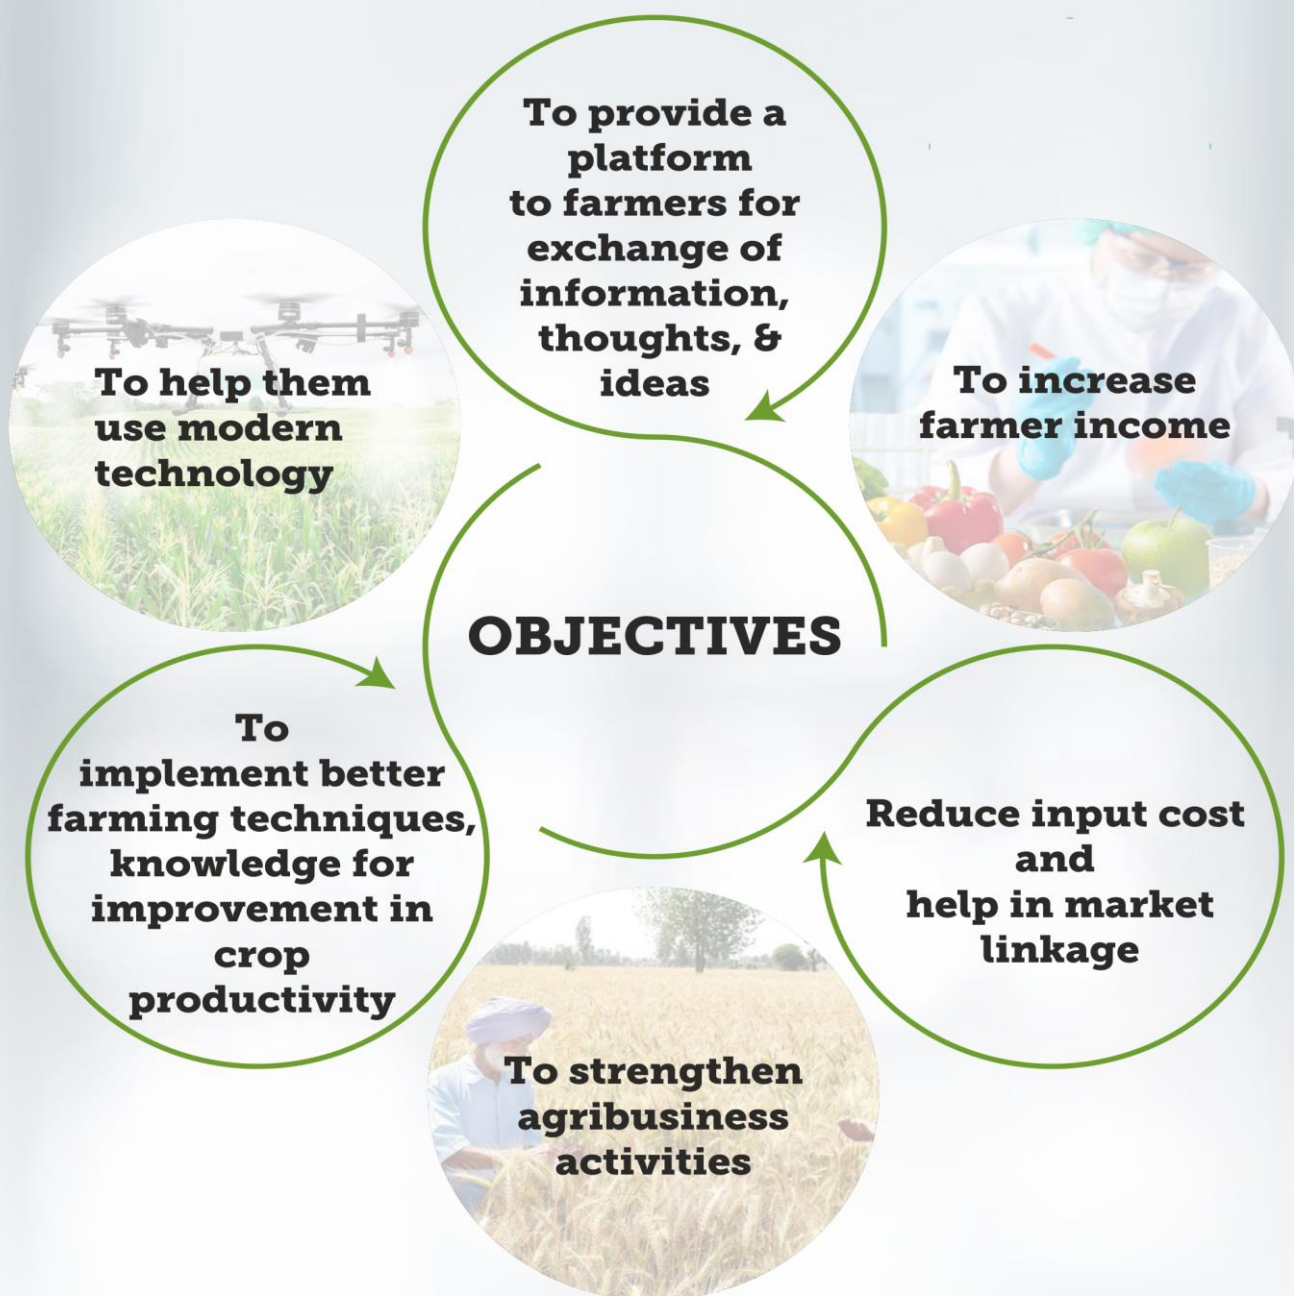 To provide a
platform
to farmers for
exchange of
information,
thoughts, &
ideas
To help them
use modern
technology
To increase
farmer income
OBJECTIVES
To
implement better
farming techniques,
knowledge for
improvement in
crop
productivity
Reduce input cost
and
help in market
linkage
To strengthen
agribusiness
activities